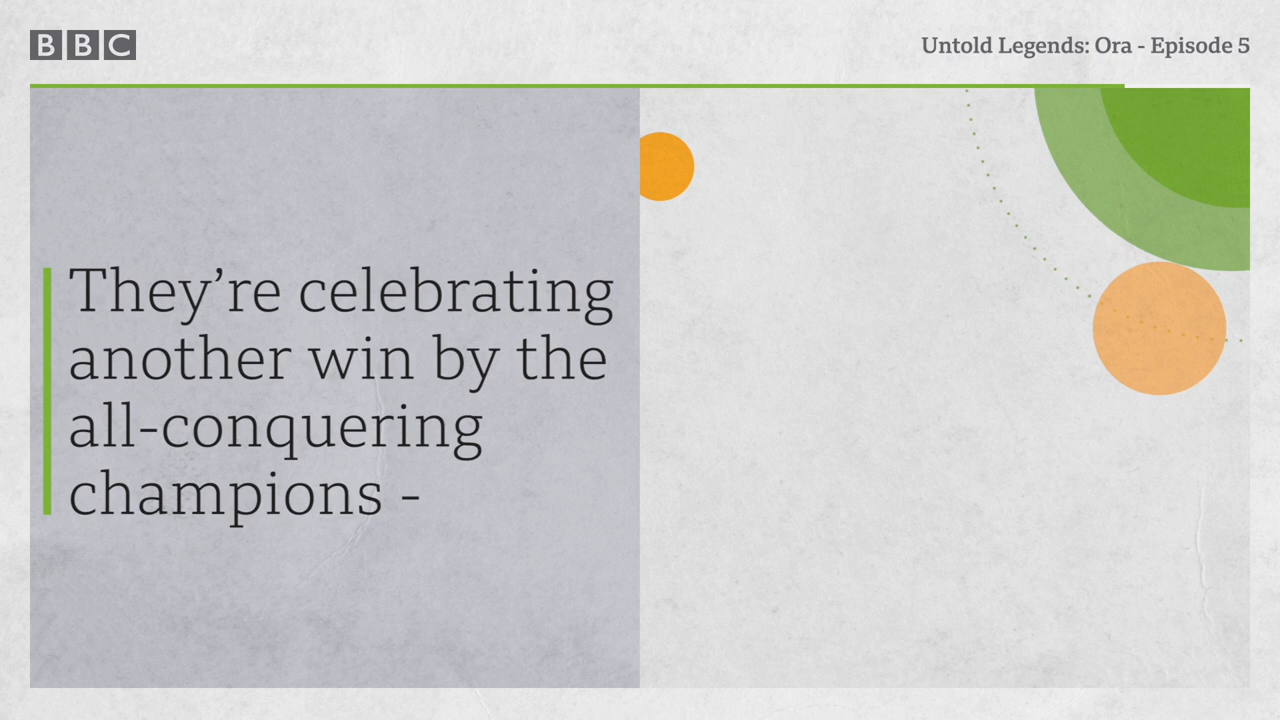 BBC
Untold Legends: Ora - Episode 5
They’re celebrating
another win by the
all-conquering
champions -